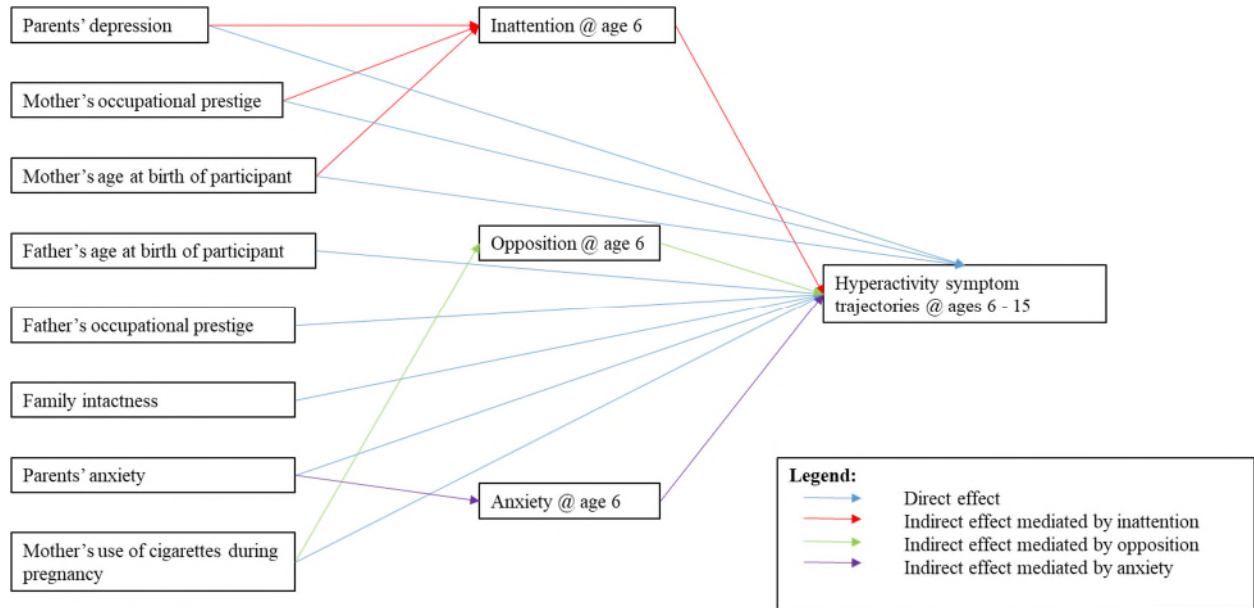 Parents’ depression
Inattention @ age 6
Mother’s occupational prestige
Mother’s age at birth of participant
Father’s age at birth of participant
Opposition @ age 6
Hyperactivity symptom
trajectories @ ages 6 - 15
Father’s occupational prestige
Family intactness
Parents’ anxiety
Anxiety @ age 6
Mother’s use of cigarettes during
pregnancy
Legend:
Direct effect
Indirect effect mediated by inattention
Indirect effect mediated by opposition
Indirect effect mediated by anxiety